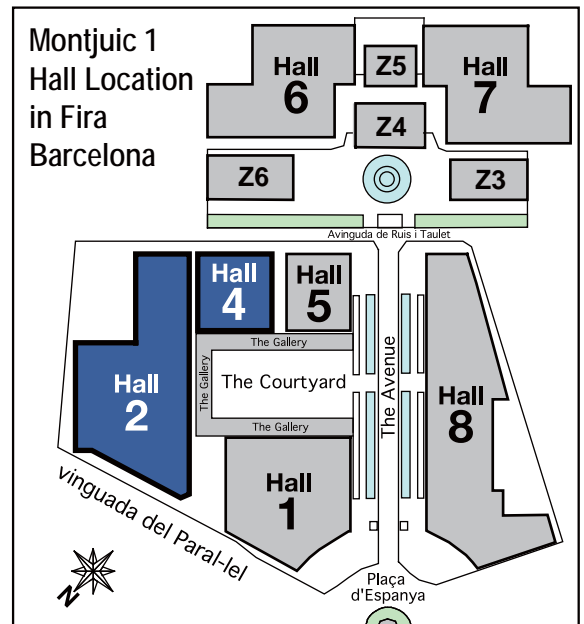 Montjuic 1
Hall Location
in Fira
Barcelona
Hall
6
Z5
Hall
7
Z4
Z6
Z3
Avinguda de Ruis i Taulet
Hall
4
Hall
5
The Gallery
The Gallery
The Courtyard
The Gallery
The Avenue
Hall
2
Hall
8
Hall
1
vinguada del Paral-lel
N
Plaça
d'Espanya